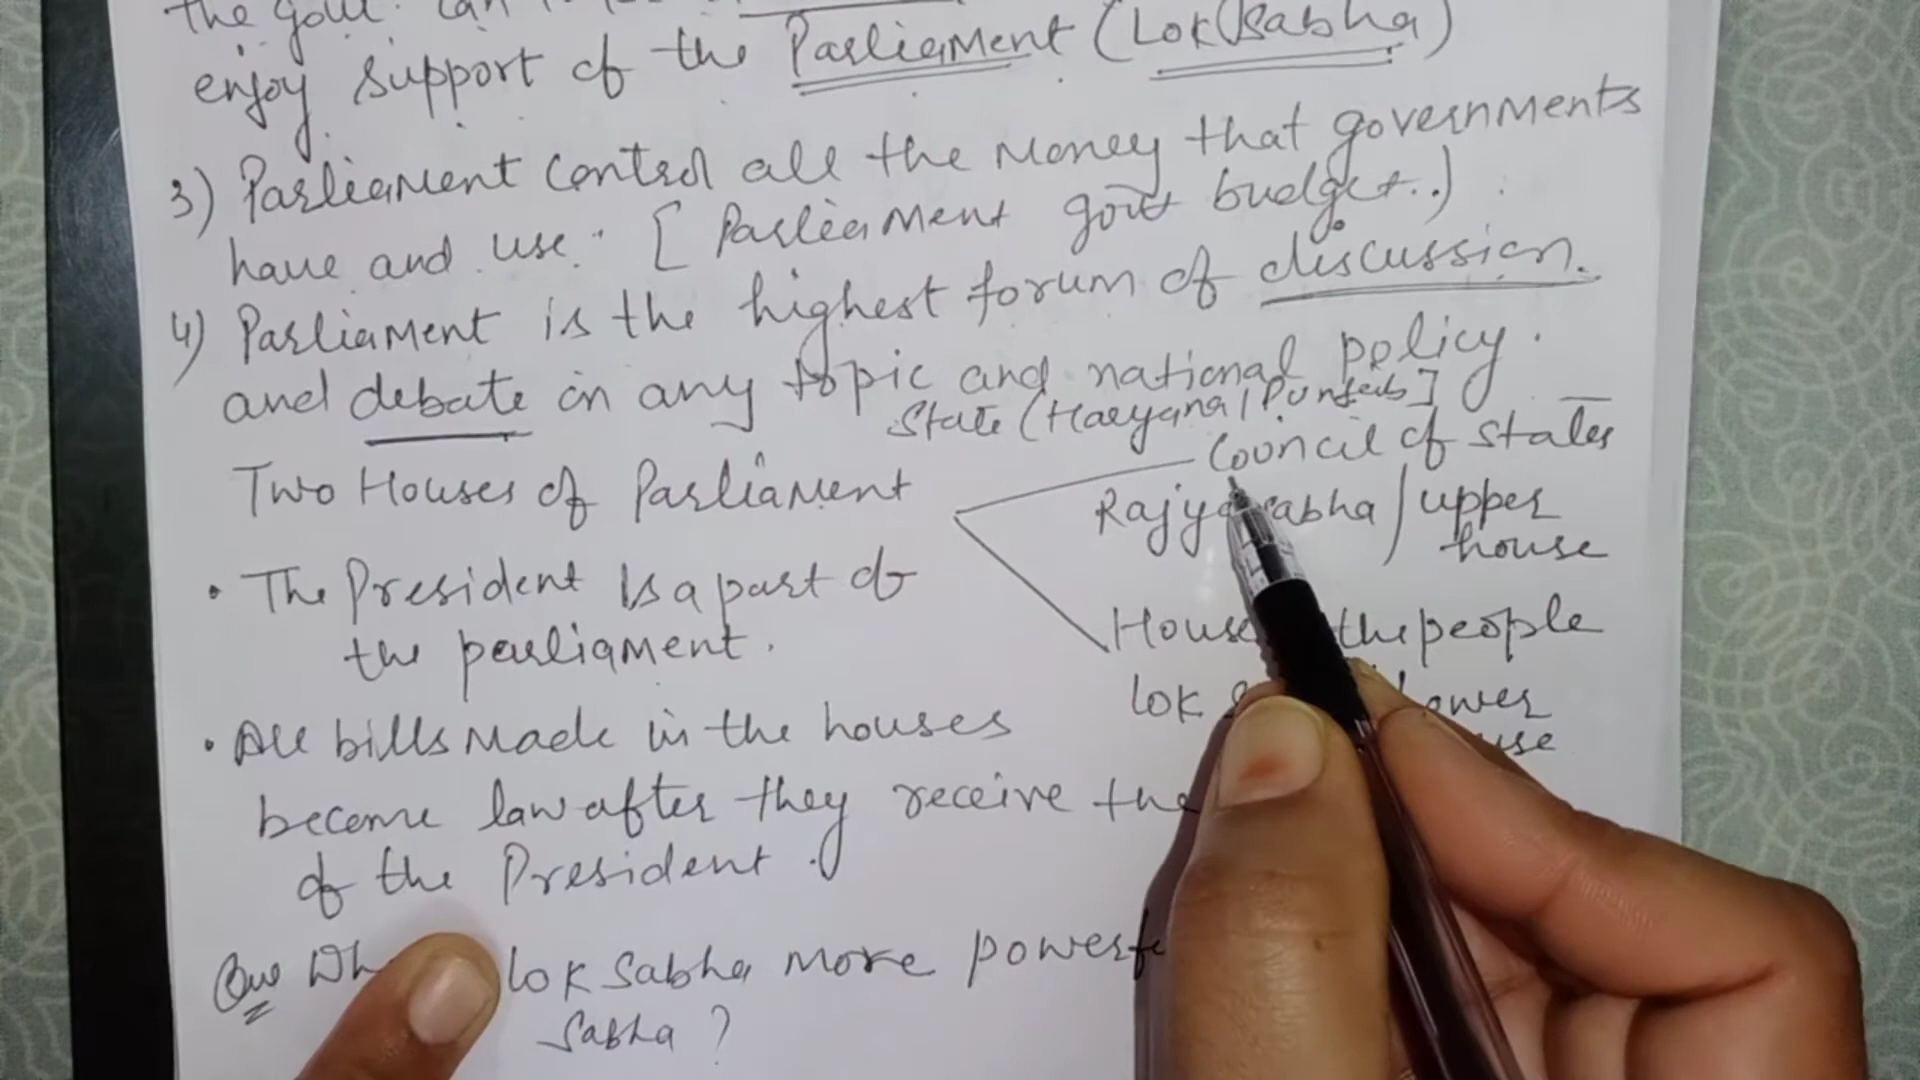 the govt. can
enjoy support of the Parliament (Lok Sabha)
3) Parliament control all the money that governments
have and use. [Parliament govt budget..)
4) Parliament is the highest forum of discussion.
and debate on any topic and national policy.
State (Haryana / Punjab]
Two Houses of Parliament
Council of states
Rajya Sabha / upper
house
• The President is a part of
the parliament.
House the people
lok lower
• All bills made in the houses
become law after they receive the
of the President.
Que lok sabha more
sabha?